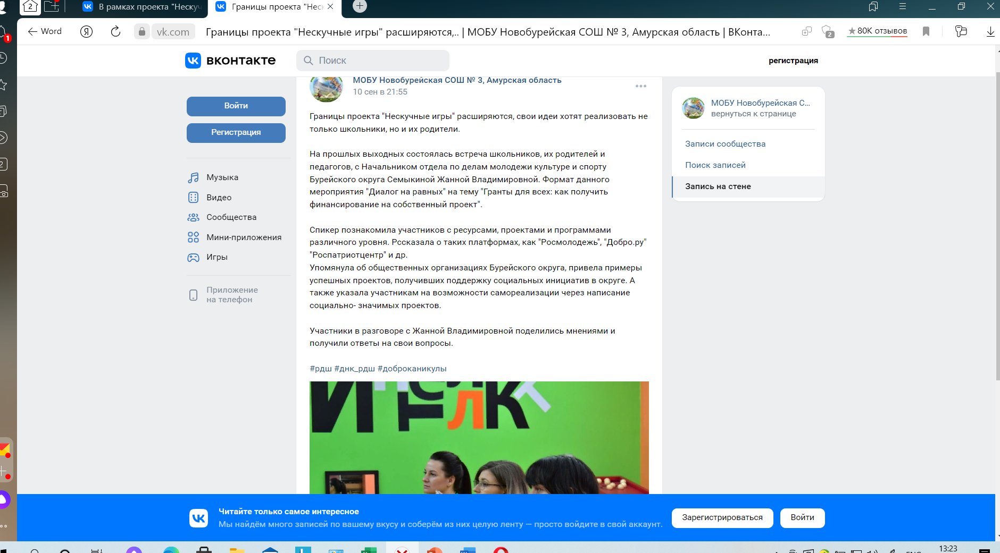 2
В рамках проекта "Нескуч
Границы проекта "Неск
1
Word
vk.com
Границы проекта "Нескучные игры" расширяются,.. | МОБУ Новобурейская СОШ № 3, Амурская область | ВКонта...
2
80К отзывов
вконтакте
Поиск
регистрация
МОБУ Новобурейская СОШ № 3, Амурская область
10 сен в 21:55
Войти
Регистрация
Музыка
Видео
Сообщества
Мини-приложения
Игры
Приложение
на телефон
Границы проекта "Нескучные игры" расширяются, свои идеи хотят реализовать не
только школьники, но и их родители.
На прошлых выходных состоялась встреча школьников, их родителей и
педагогов, с Начальником отдела по делам молодежи культуре и спорту
Бурейского округа Семыкиной Жанной Владимировной. Формат данного
мероприятия "Диалог на равных" на тему "Гранты для всех: как получить
финансирование на собственный проект".
Спикер познакомила участников с ресурсами, проектами и программами
различного уровня. Рссказала о таких платформах, как "Росмолодежь", "Добро.ру"
"Роспатриотцентр" и др.
Упомянула об общественных организациях Бурейского округа, привела примеры
успешных проектов, получивших поддержку социальных инициатив в округе. А
также указала участникам на возможности самореализации через написание
социально- значимых проектов.
Участники в разговоре с Жанной Владимировной поделились мнениями и
получили ответы на свои вопросы.
#рдш #днк_рдш #доброканикулы
МОБУ Новобурейская С...
вернуться к странице
Записи сообщества
Поиск записей
Запись на стене
Читайте только самое интересное
Мы найдём много записей по вашему вкусу и соберём из них целую ленту — просто войдите в свой аккаунт.
Зарегистрироваться
Войти
13:23